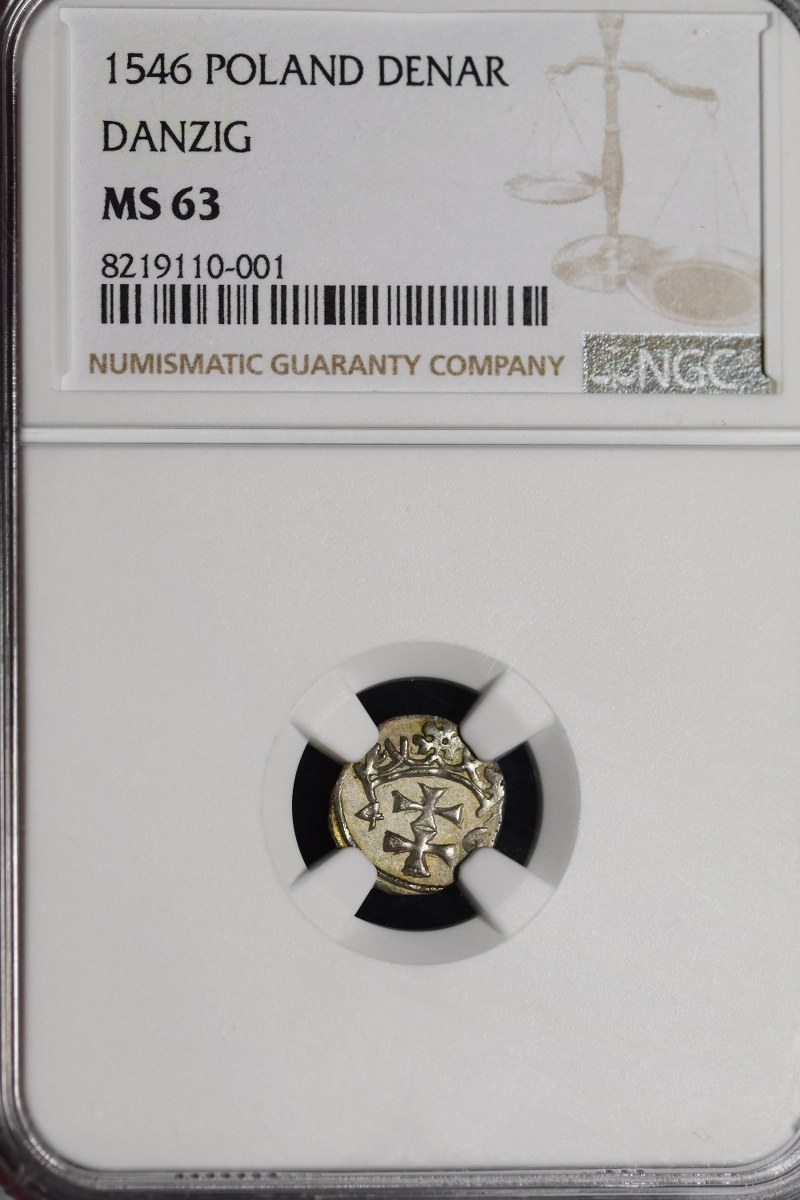 1546 POLAND DENAR
DANZIG
MS 63
8219110-001
NUMISMATIC GUARANTY COMPANY
NGC